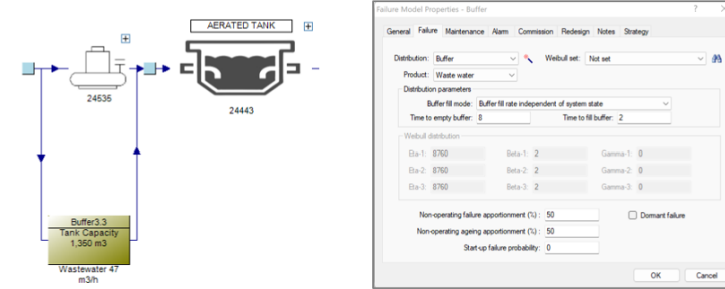 AERATED TANK
24535
24443
Buffer3.3
Tank Capacity
1,360 m3
Wastewater 47
m3/h
Failure Model Properties - Buffer
?
General Failure Maintenance Alarm Commission Redesign Notes Strategy
Distribution: Buffer Weibull set: Not set
Product: Waste water
Distribution parameters
Buffer fill mode: Buffer fill rate independent of system state
Time to empty buffer: 8 Time to fill buffer: 2
Weibull distribution
Eta-1: 8760 Beta-1: 2 Gamma-1: 0
Eta-2: 8760 Beta-2: 2 Gamma-2: 0
Eta-3: 8760 Beta-3: 2 Gamma-3: 0
Non-operating failure apportionment (%) : 50 Dormant failure
Non-operating ageing apportionment (%) : 50
Start-up failure probability: 0
OK Cancel